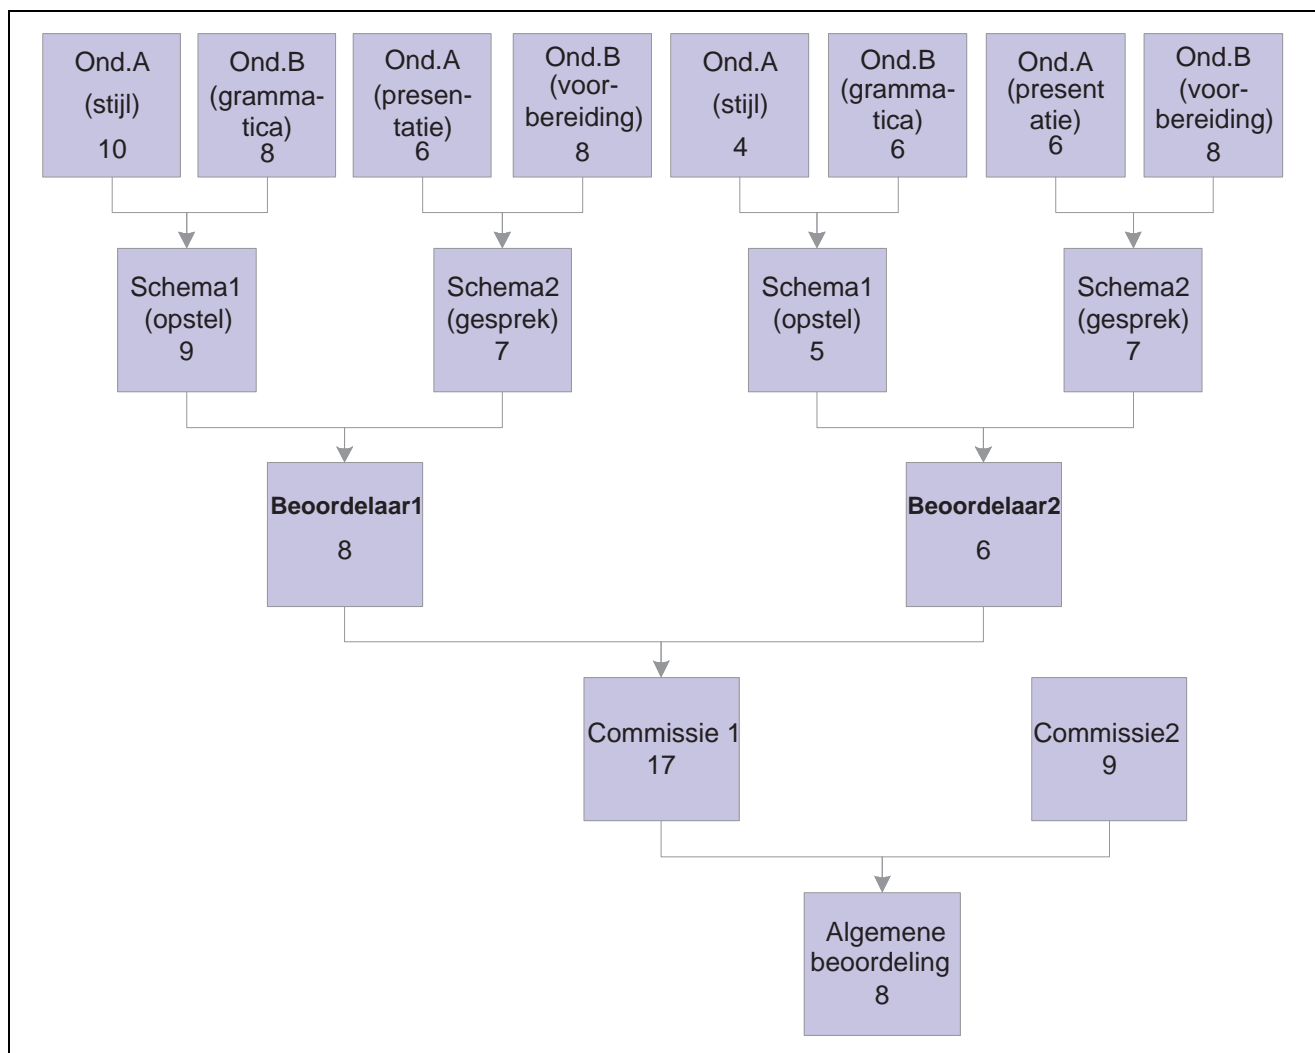 Ond.A
(stijl)
10
Ond.B
(gramma-
tica)
8
Ond.A
(presen-
tatie)
6
Ond.B
(voor-
bereiding)
8
Ond.A
(stijl)
4
Ond.B
(gramma-
tica)
6
Ond.A
(present
atie)
6
Ond.B
(voor-
bereiding)
8
Schema1
(opstel)
9
Schema2
(gesprek)
7
Schema1
(opstel)
5
Schema2
(gesprek)
7
Beoordelaar1
8
Beoordelaar2
6
Commissie 1
17
Commissie2
9
Algemene
beoordeling
8